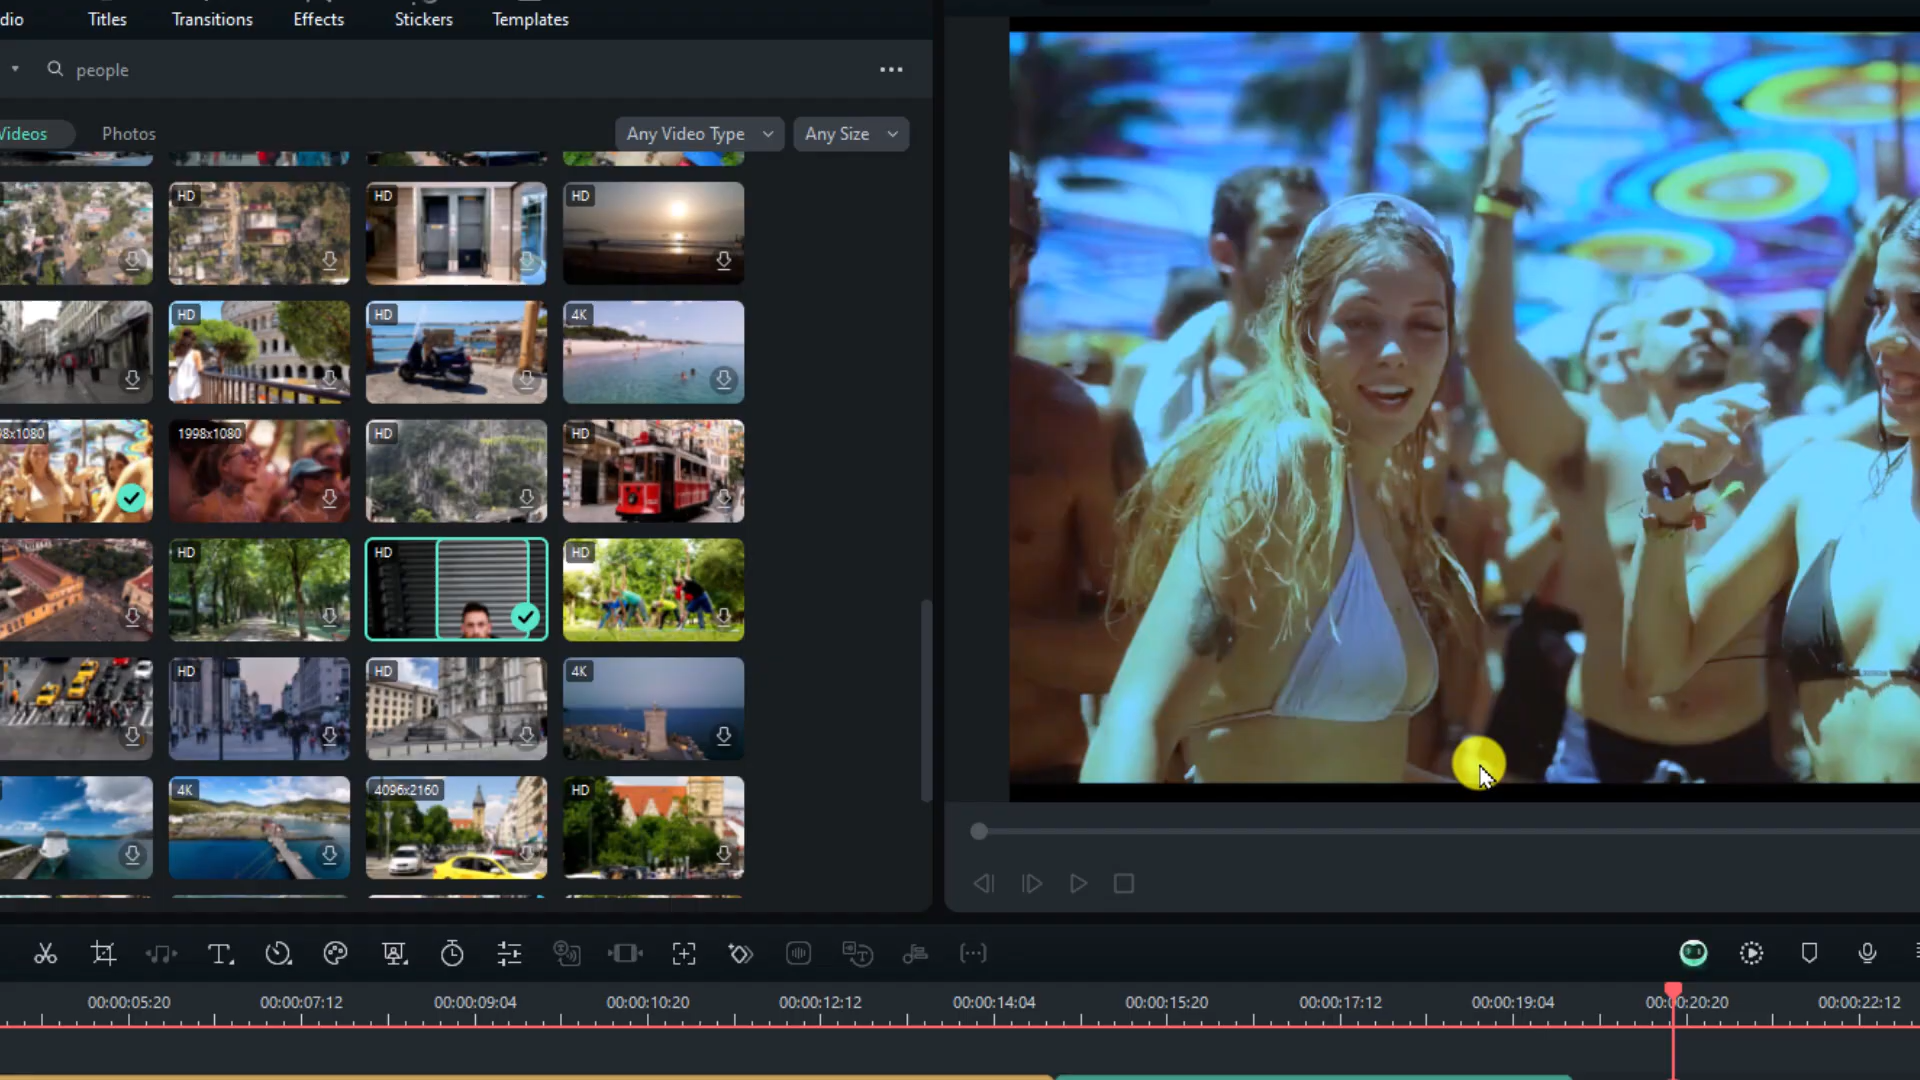 dio Titles Transitions Effects Stickers Templates
people
Videos Photos Any Video Type Any Size
HD HD HD
HD HD 4K
98x1080 1998x1080 HD HD
HD HD HD
HD HD 4K
4K 4096x2160 HD
00:00:05:20 00:00:07:12 00:00:09:04 00:00:10:20 00:00:12:12 00:00:14:04 00:00:15:20 00:00:17:12 00:00:19:04 00:00:20:20 00:00:22:12